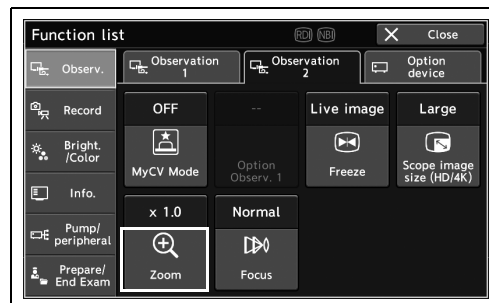 Function list
RDI NBI
Close
Observ.
Observation
1
Observation
2
Option
device
Record
OFF
--
Live image
Large
Bright.
/Color
MyCV Mode
Option
Observ. 1
Freeze
Scope image
size (HD/4K)
Info.
x 1.0
Normal
Pump/
peripheral
Prepare/
End Exam
Zoom
Focus